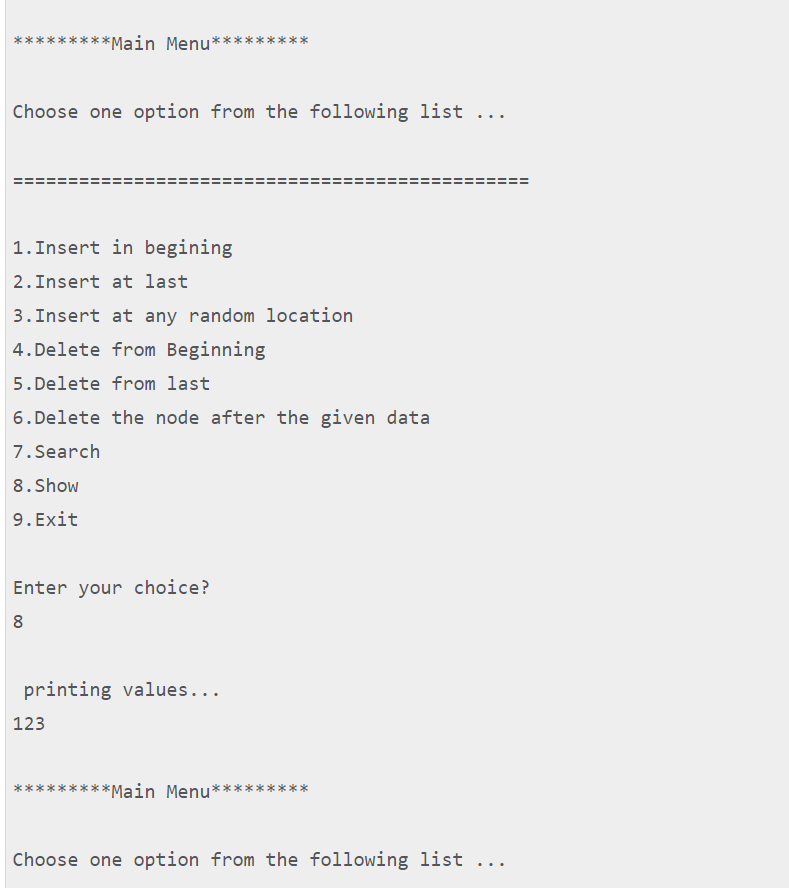 *********Main Menu*********
Choose one option from the following list ...
===============================================
1.Insert in begining
2.Insert at last
3.Insert at any random location
4.Delete from Beginning
5.Delete from last
6.Delete the node after the given data
7.Search
8.Show
9.Exit
Enter your choice?
8
printing values...
123
*********Main Menu*********
Choose one option from the following list ...